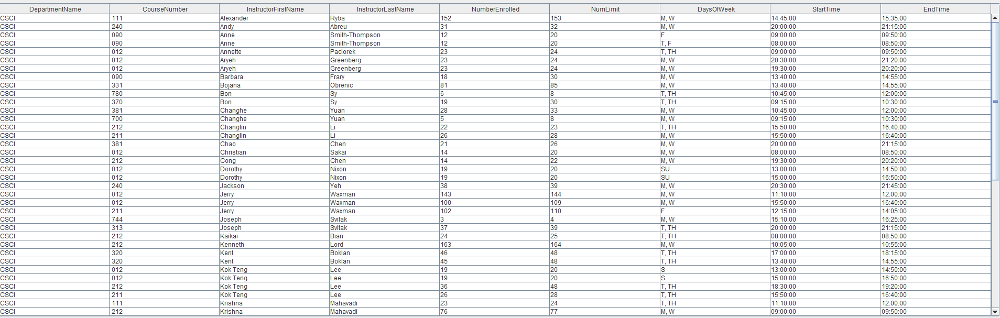 DepartmentName CourseNumber InstructorFirstName InstructorLastName NumberEnrolled NumLimit DaysOfWeek StartTime EndTime
CSCI 111 Alexander Ryba 152 153 M, W 14:45:00 15:35:00
CSCI 240 Andy Abreu 31 32 M, W 20:00:00 21:15:00
CSCI 090 Anne Smith-Thompson 12 20 F 09:00:00 09:50:00
CSCI 090 Anne Smith-Thompson 12 20 T, F 08:00:00 08:50:00
CSCI 012 Annette Paciorek 23 24 T, TH 09:00:00 09:50:00
CSCI 012 Aryeh Greenberg 23 24 M, W 20:30:00 21:20:00
CSCI 012 Aryeh Greenberg 23 24 M, W 19:30:00 20:20:00
CSCI 090 Barbara Frary 18 30 M, W 13:40:00 14:55:00
CSCI 331 Bojana Obrenic 81 85 M, W 13:40:00 14:55:00
CSCI 780 Bon Sy 6 8 T, TH 10:45:00 12:00:00
CSCI 370 Bon Sy 19 30 T, TH 09:15:00 10:30:00
CSCI 381 Changhe Yuan 28 33 M, W 10:45:00 12:00:00
CSCI 700 Changhe Yuan 5 8 M, W 09:15:00 10:30:00
CSCI 212 Changlin Li 22 23 T, TH 15:50:00 16:40:00
CSCI 211 Changlin Li 26 28 M, W 15:50:00 16:40:00
CSCI 381 Chao Chen 21 26 M, W 20:00:00 21:15:00
CSCI 012 Christian Sakai 14 20 M, W 08:00:00 08:50:00
CSCI 212 Cong Chen 14 22 M, W 19:30:00 20:20:00
CSCI 012 Dorothy Nixon 19 20 SU 13:00:00 14:50:00
CSCI 012 Dorothy Nixon 19 20 SU 15:00:00 16:50:00
CSCI 240 Jackson Yeh 38 39 M, W 20:30:00 21:45:00
CSCI 012 Jerry Waxman 143 144 M, W 11:10:00 12:00:00
CSCI 012 Jerry Waxman 100 109 M, W 15:50:00 16:40:00
CSCI 211 Jerry Waxman 102 110 F 12:15:00 14:05:00
CSCI 744 Joseph Svitak 3 4 M, W 15:10:00 16:25:00
CSCI 313 Joseph Svitak 37 39 T, TH 20:00:00 21:15:00
CSCI 212 Kaikai Bian 24 25 T, TH 08:00:00 08:50:00
CSCI 212 Kenneth Lord 163 164 M, W 10:05:00 10:55:00
CSCI 320 Kent Boklan 46 48 T, TH 17:00:00 18:15:00
CSCI 320 Kent Boklan 45 48 T, TH 13:40:00 14:55:00
CSCI 012 Kok Teng Lee 19 20 S 13:00:00 14:50:00
CSCI 012 Kok Teng Lee 19 20 S 15:00:00 16:50:00
CSCI 212 Kok Teng Lee 36 48 T, TH 18:30:00 19:20:00
CSCI 211 Kok Teng Lee 26 28 T, TH 15:50:00 16:40:00
CSCI 111 Krishna Mahavadi 23 24 T, TH 11:10:00 12:00:00
CSCI 212 Krishna Mahavadi 76 77 M, W 09:00:00 09:50:00